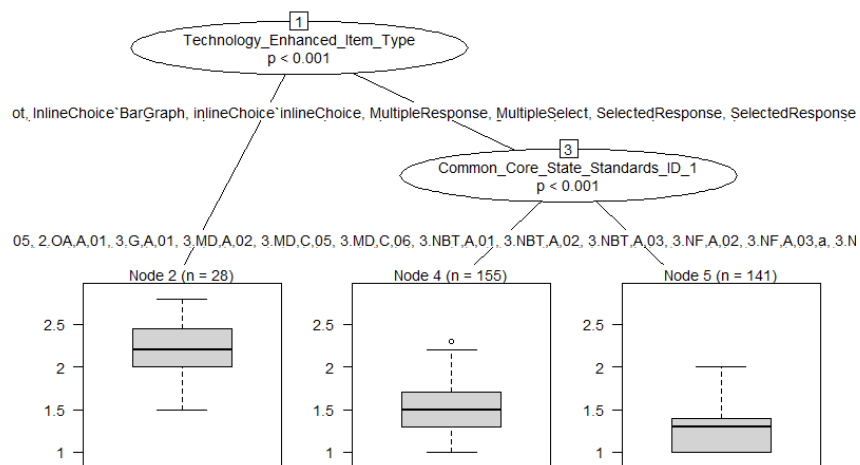 1
Technology_Enhanced_Item_Type
p < 0.001
ot, InlineChoice`BarGraph, inlineChoice`inlineChoice, MultipleResponse, MultipleSelect, SelectedResponse, SelectedResponse
3
Common_Core_State_Standards_ID_1
p < 0.001
05, 2.OA,A,01, 3.G,A,01, 3.MD,A,02, 3.MD,C,05, 3.MD,C,06, 3.NBT,A,01, 3.NBT,A,02, 3.NBT,A,03, 3.NF,A,02, 3.NF,A,03,a, 3.N
Node 2 (n = 28)
Node 4 (n = 155)
Node 5 (n = 141)
2.5
2
1.5
1
2.5
2
1.5
1
2.5
2
1.5
1